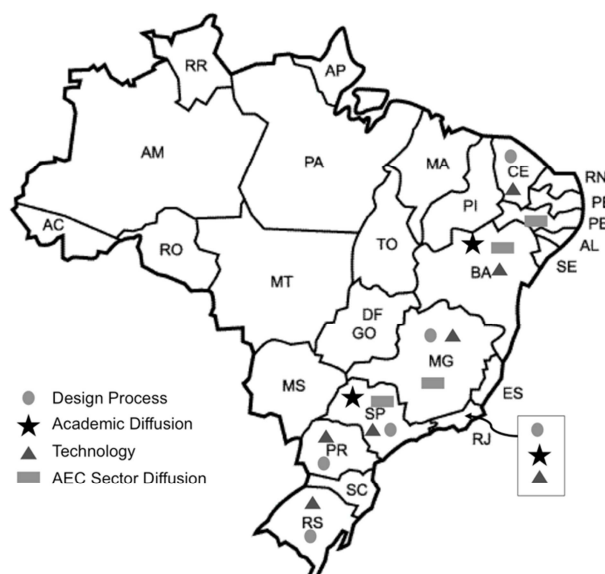 RR
AP
AM
PA
MA
CE
RN
PI
PE
PE
AC
RO
TO
AL
SE
BA
MT
DF
GO
MG
MS
ES
SP
RJ
PR
SC
RS
Design Process
Academic Diffusion
Technology
AEC Sector Diffusion